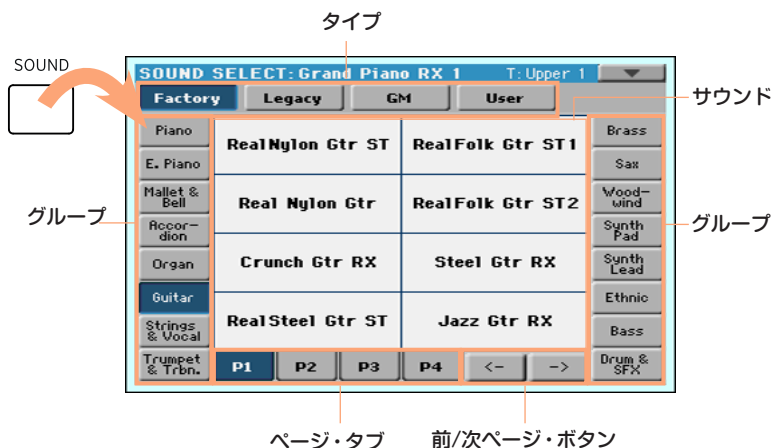 タイプ
SOUND
SOUND SELECT: Grand Piano RX 1 T: Upper 1
Factory Legacy GM User
サウンド
グループ
Piano
E. Piano
Mallet & Bell
Accor-
dion
Organ
Guitar
Strings & Vocal
Trumpet & Trbn.
RealNylon Gtr ST RealFolk Gtr ST1
Real Nylon Gtr RealFolk Gtr ST2
Crunch Gtr RX Steel Gtr RX
RealSteel Gtr ST Jazz Gtr RX
Brass
Sax
Wood-
wind
Synth Pad
Synth Lead
Ethnic
Bass
Drum & SFX
グループ
P1 P2 P3 P4 <- ->
ページ・タブ 前/次ページ・ボタン